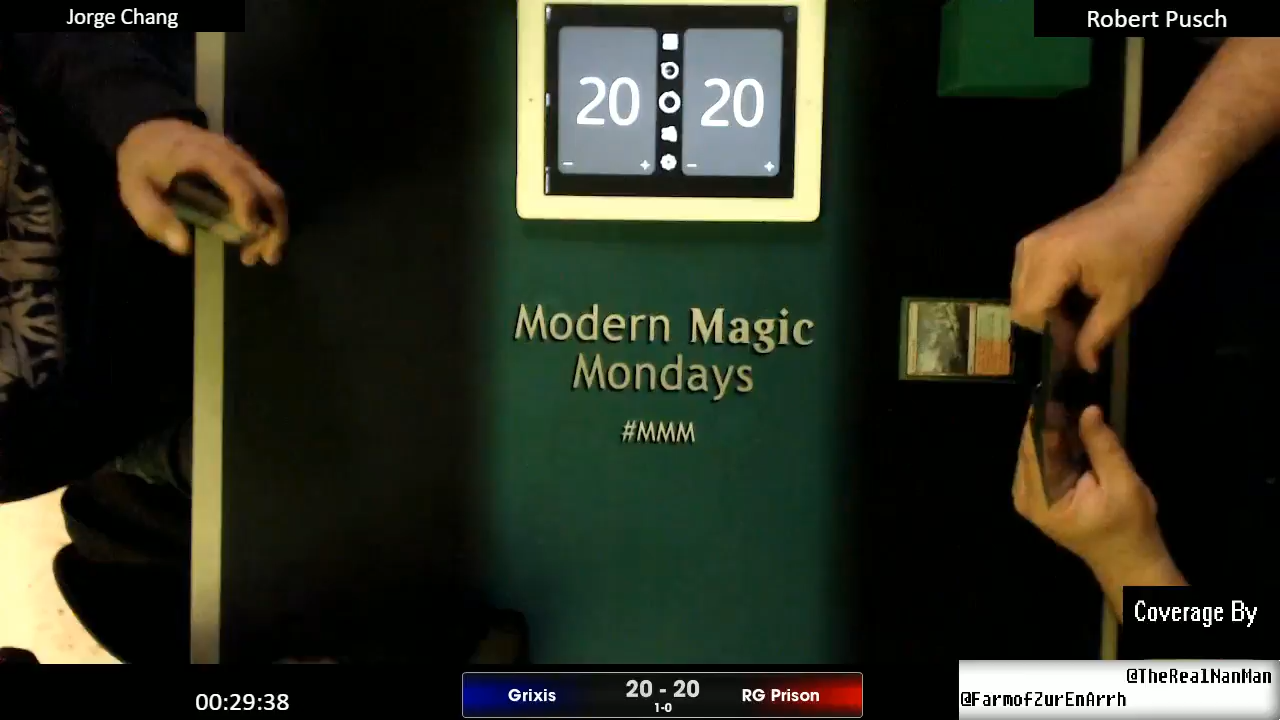 Jorge Chang
Robert Pusch
20 20
- + - +
Modern Magic
Mondays
#MMM
Coverage By
@TheRealNanMan
@FarmofZurEnArrh
00:29:38
Grixis 20 - 20 RG Prison
1-0